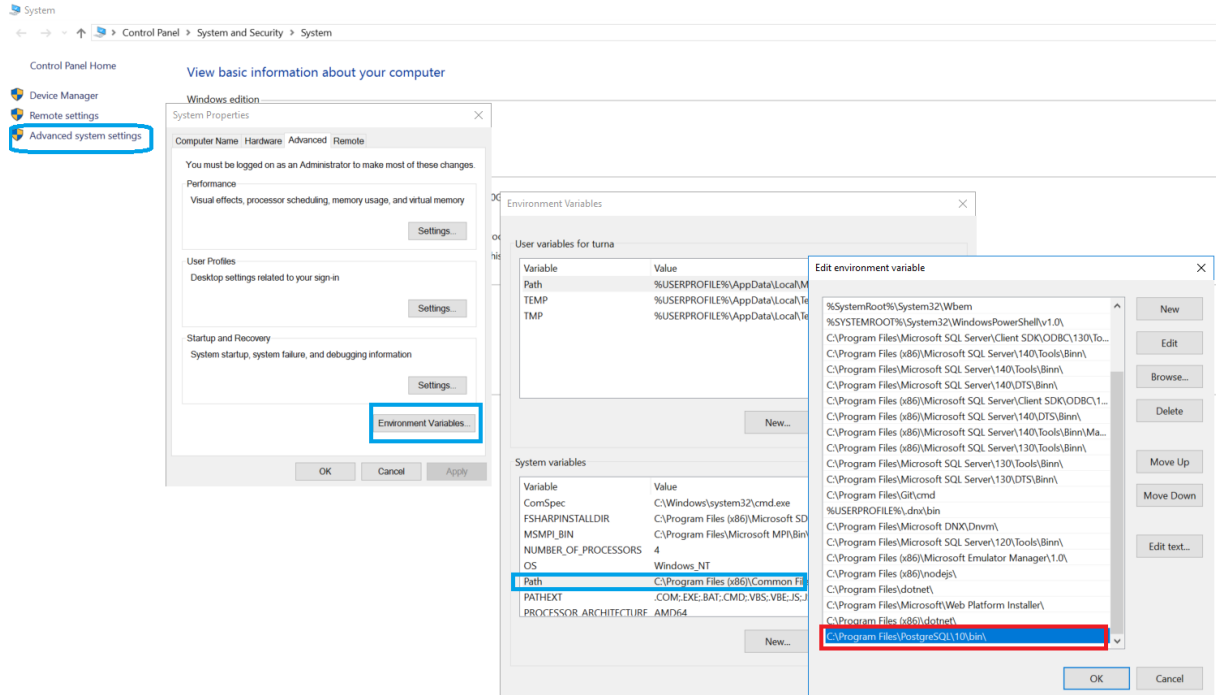 System
Control Panel > System and Security > System
Control Panel Home
Device Manager
Remote settings
Advanced system settings
View basic information about your computer
Windows edition
System Properties
Computer Name Hardware Advanced Remote
You must be logged on as an Administrator to make most of these changes.
Performance
Visual effects, processor scheduling, memory usage, and virtual memory
Settings...
User Profiles
Desktop settings related to your sign-in
Settings...
Startup and Recovery
System startup, system failure, and debugging information
Settings...
Environment Variables...
OK Cancel Apply
Environment Variables
User variables for turna
Variable Value
Path %USERPROFILE%\AppData\Local\M
TEMP %USERPROFILE%\AppData\Local\Te
TMP %USERPROFILE%\AppData\Local\Te
New...
System variables
Variable Value
ComSpec C:\Windows\system32\cmd.exe
FSHARPINSTALLDIR C:\Program Files (x86)\Microsoft SD
MSMPI_BIN C:\Program Files\Microsoft MPI\Bin\
NUMBER_OF_PROCESSORS 4
OS Windows_NT
Path C:\Program Files (x86)\Common Fil
PATHEXT .COM;.EXE;.BAT;.CMD;.VBS;.VBE;.JS;.J
PROCESSOR_ARCHITECTURE AMD64
New...
Edit environment variable
%SystemRoot%\System32\Wbem
%SYSTEMROOT%\System32\WindowsPowerShell\v1.0\
C:\Program Files\Microsoft SQL Server\Client SDK\ODBC\130\To...
C:\Program Files (x86)\Microsoft SQL Server\140\Tools\Binn\
C:\Program Files\Microsoft SQL Server\140\Tools\Binn\
C:\Program Files\Microsoft SQL Server\140\DTS\Binn\
C:\Program Files (x86)\Microsoft SQL Server\Client SDK\ODBC\1...
C:\Program Files (x86)\Microsoft SQL Server\140\DTS\Binn\
C:\Program Files (x86)\Microsoft SQL Server\140\Tools\Binn\Ma...
C:\Program Files (x86)\Microsoft SQL Server\130\Tools\Binn\
C:\Program Files\Microsoft SQL Server\130\Tools\Binn\
C:\Program Files\Microsoft SQL Server\130\DTS\Binn\
C:\Program Files\Git\cmd
%USERPROFILE%\.dnx\bin
C:\Program Files\Microsoft DNX\Dnvm\
C:\Program Files\Microsoft SQL Server\120\Tools\Binn\
C:\Program Files (x86)\Microsoft Emulator Manager\1.0\
C:\Program Files (x86)\nodejs\
C:\Program Files\dotnet\
C:\Program Files\Microsoft\Web Platform Installer\
C:\Program Files (x86)\dotnet\
C:\Program Files\PostgreSQL\10\bin\
New
Edit
Browse...
Delete
Move Up
Move Down
Edit text...
OK Cancel